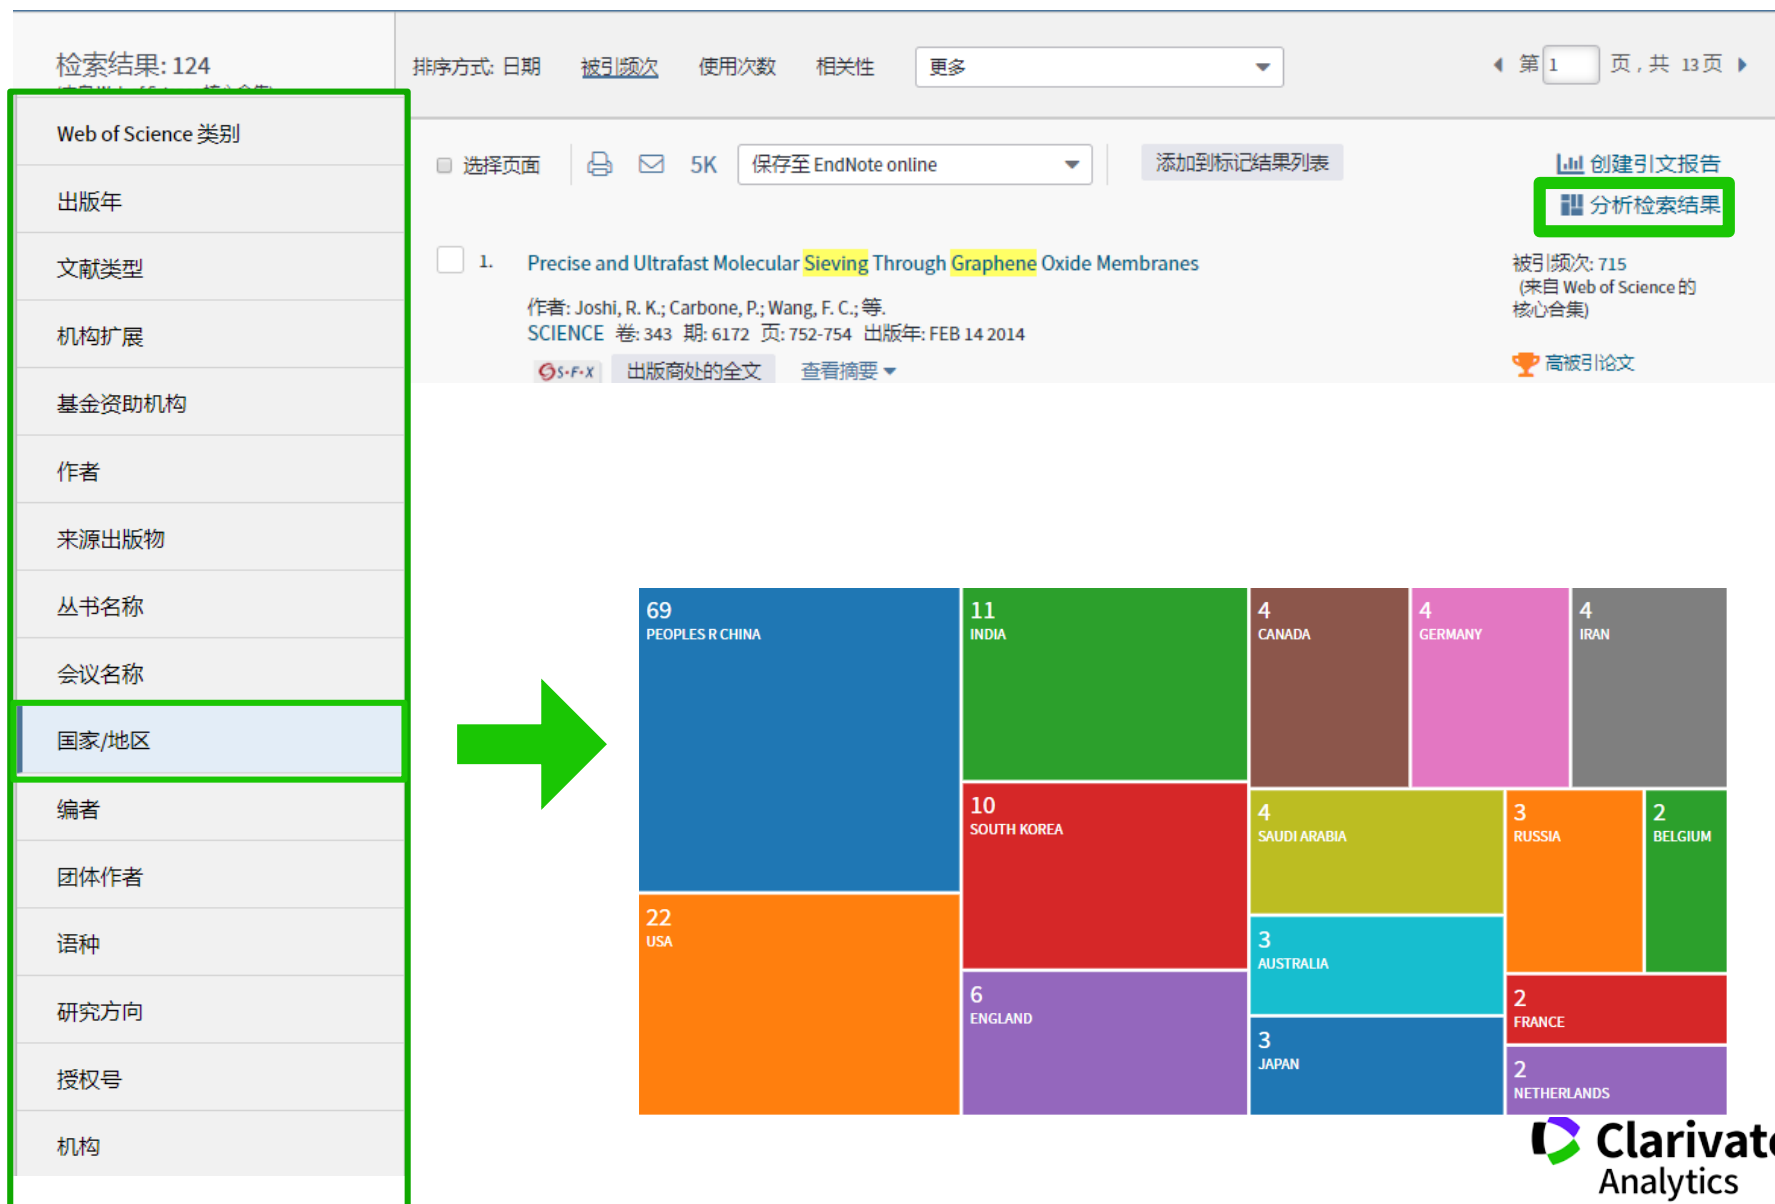 检索结果: 124
排序方式: 日期 被引频次 使用次数 相关性 更多
第 1 页 , 共 13 页
Web of Science 类别
出版年
文献类型
机构扩展
基金资助机构
作者
来源出版物
丛书名称
会议名称
国家/地区
编者
团体作者
语种
研究方向
授权号
机构
选择页面 5K 保存至 EndNote online 添加到标记结果列表
创建引文报告
分析检索结果
1. Precise and Ultrafast Molecular Sieving Through Graphene Oxide Membranes
作者: Joshi, R. K.; Carbone, P.; Wang, F. C.; 等.
SCIENCE 卷: 343 期: 6172 页: 752-754 出版年: FEB 14 2014
S·F·X 出版商处的全文 查看摘要
被引频次: 715
(来自 Web of Science 的
核心合集)
高被引论文
69
PEOPLES R CHINA
22
USA
11
INDIA
10
SOUTH KOREA
6
ENGLAND
4
CANADA
4
GERMANY
4
IRAN
4
SAUDI ARABIA
3
AUSTRALIA
3
JAPAN
3
RUSSIA
2
BELGIUM
2
FRANCE
2
NETHERLANDS
Clarivate
Analytics